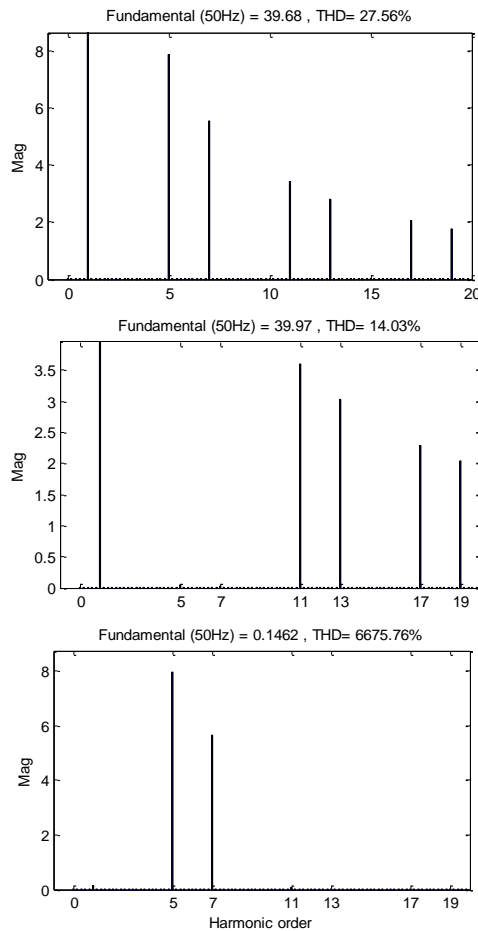 Fundamental (50Hz) = 39.68 , THD= 27.56%
8
6
4
2
0
Mag
0 5 10 15 20
Fundamental (50Hz) = 39.97 , THD= 14.03%
3.5
3
2.5
2
1.5
1
0.5
0
Mag
0 5 7 11 13 17 19
Fundamental (50Hz) = 0.1462 , THD= 6675.76%
8
6
4
2
0
Mag
0 5 7 11 13 17 19
Harmonic order